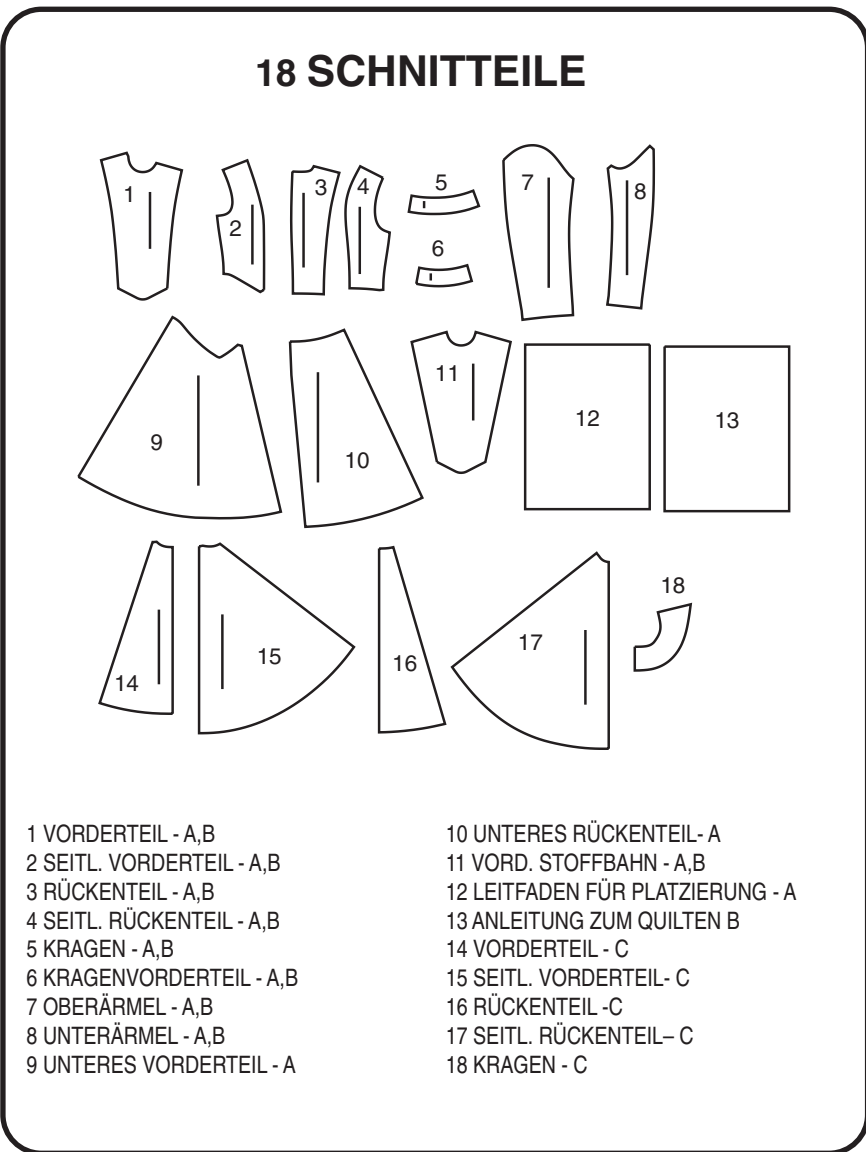 18 SCHNITTEILE
1
2
3
4
5
6
7
8
9
10
11
12
13
14
15
16
17
18
1 VORDERTEIL - A,B
2 SEITL. VORDERTEIL - A,B
3 RÜCKENTEIL - A,B
4 SEITL. RÜCKENTEIL - A,B
5 KRAGEN - A,B
6 KRAGENVORDERTEIL - A,B
7 OBERÄRMEL - A,B
8 UNTERÄRMEL - A,B
9 UNTERES VORDERTEIL - A
10 UNTERES RÜCKENTEIL- A
11 VORD. STOFFBAHN - A,B
12 LEITFADEN FÜR PLATZIERUNG - A
13 ANLEITUNG ZUM QUILTEN B
14 VORDERTEIL - C
15 SEITL. VORDERTEIL- C
16 RÜCKENTEIL -C
17 SEITL. RÜCKENTEIL– C
18 KRAGEN - C